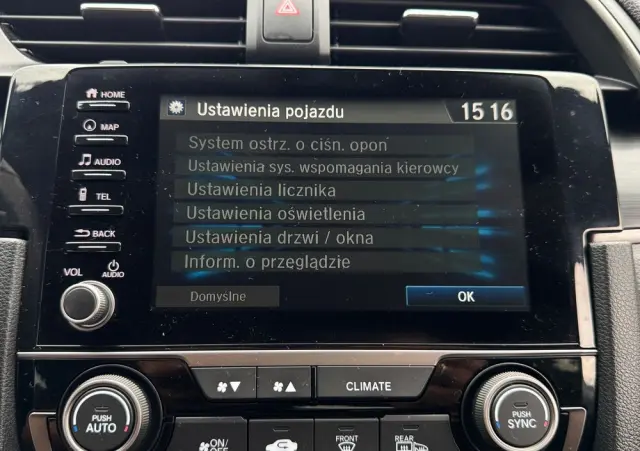 HOME
MAP
AUDIO
TEL
BACK
VOL
AUDIO
Ustawienia pojazdu
15 16
System ostrz. o ciśn. opon
Ustawienia sys. wspomagania kierowcy
Ustawienia licznika
Ustawienia oświetlenia
Ustawienia drzwi / okna
Inform. o przeglądzie
Domyślne
OK
CLIMATE
PUSH
AUTO
PUSH
SYNC
ON/
OFF
FRONT
REAR